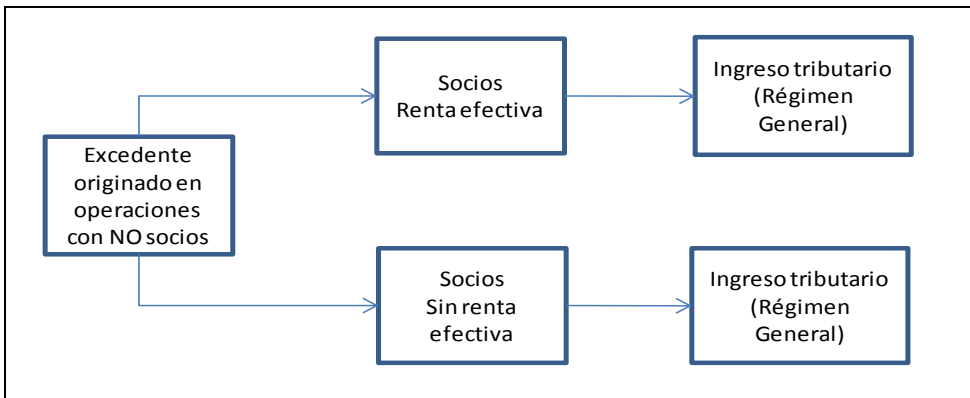 Excedente
originado en
operaciones
con NO socios
Socios
Renta efectiva
Ingreso tributario
(Régimen
General)
Socios
Sin renta
efectiva
Ingreso tributario
(Régimen
General)